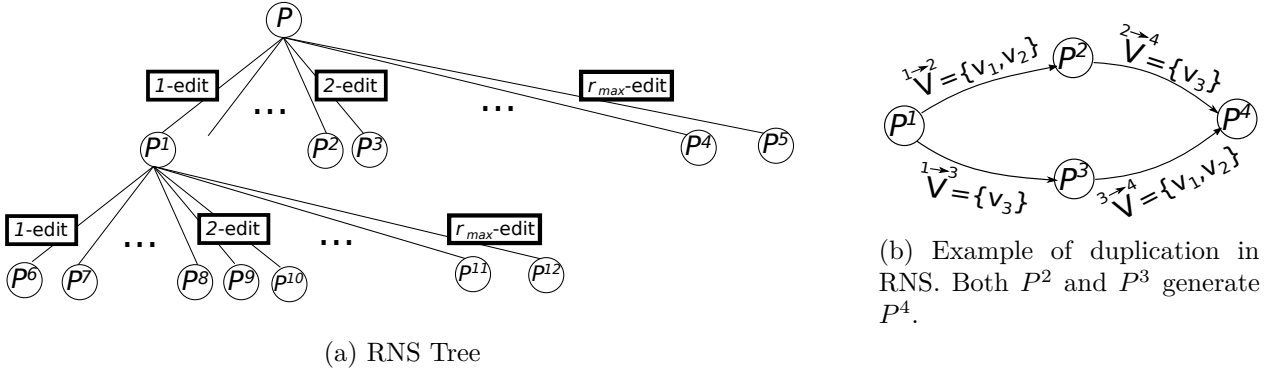 P
1-edit
2-edit
r_max-edit
...
...
P^1
P^2
P^3
P^4
P^5
1-edit
2-edit
r_max-edit
...
...
P^6
P^7
P^8
P^9
P^10
P^11
P^12
(a) RNS Tree
1→2
V={v_1,v_2}
P^2
2→4
V={v_3}
P^1
P^4
1→3
V={v_3}
P^3
3→4
V={v_1,v_2}
(b) Example of duplication in
RNS. Both P^2 and P^3 generate
P^4.